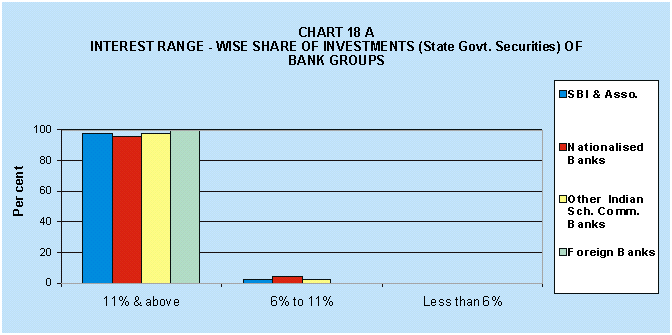 CHART 18 A
INTEREST RANGE - WISE SHARE OF INVESTMENTS (State Govt. Securities) OF
BANK GROUPS
Per cent
100
80
60
40
20
0
11% & above
6% to 11%
Less than 6%
SBI & Asso.
Nationalised
Banks
Other Indian
Sch. Comm.
Banks
Foreign Banks